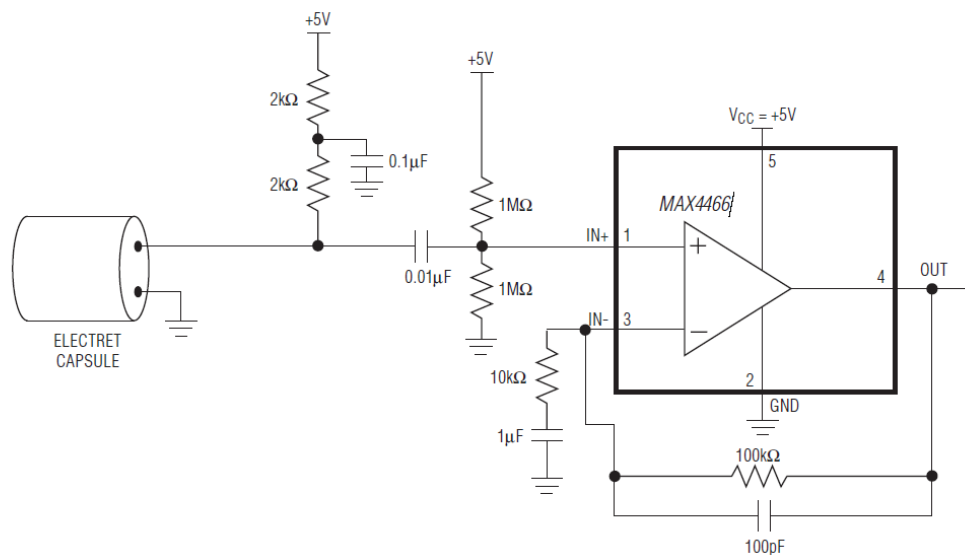 +5V
+5V
2kΩ
VCC = +5V
0.1µF
5
2kΩ
MAX4466
1MΩ
IN+
1
+
4
OUT
0.01µF
1MΩ
IN-
3
−
ELECTRET
CAPSULE
10kΩ
2
GND
1µF
100kΩ
100pF